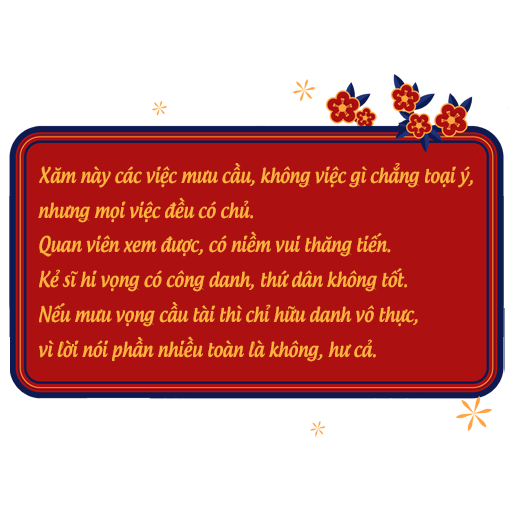 Xăm này các việc mưu cầu, không việc gì chẳng toại ý,
nhưng mọi việc đều có chủ.
Quan viên xem được, có niềm vui thăng tiến.
Kẻ sĩ hi vọng có công danh, thứ dân không tốt.
Nếu mưu vọng cầu tài thì chỉ hữu danh vô thực,
vì lời nói phần nhiều toàn là không, hư cả.